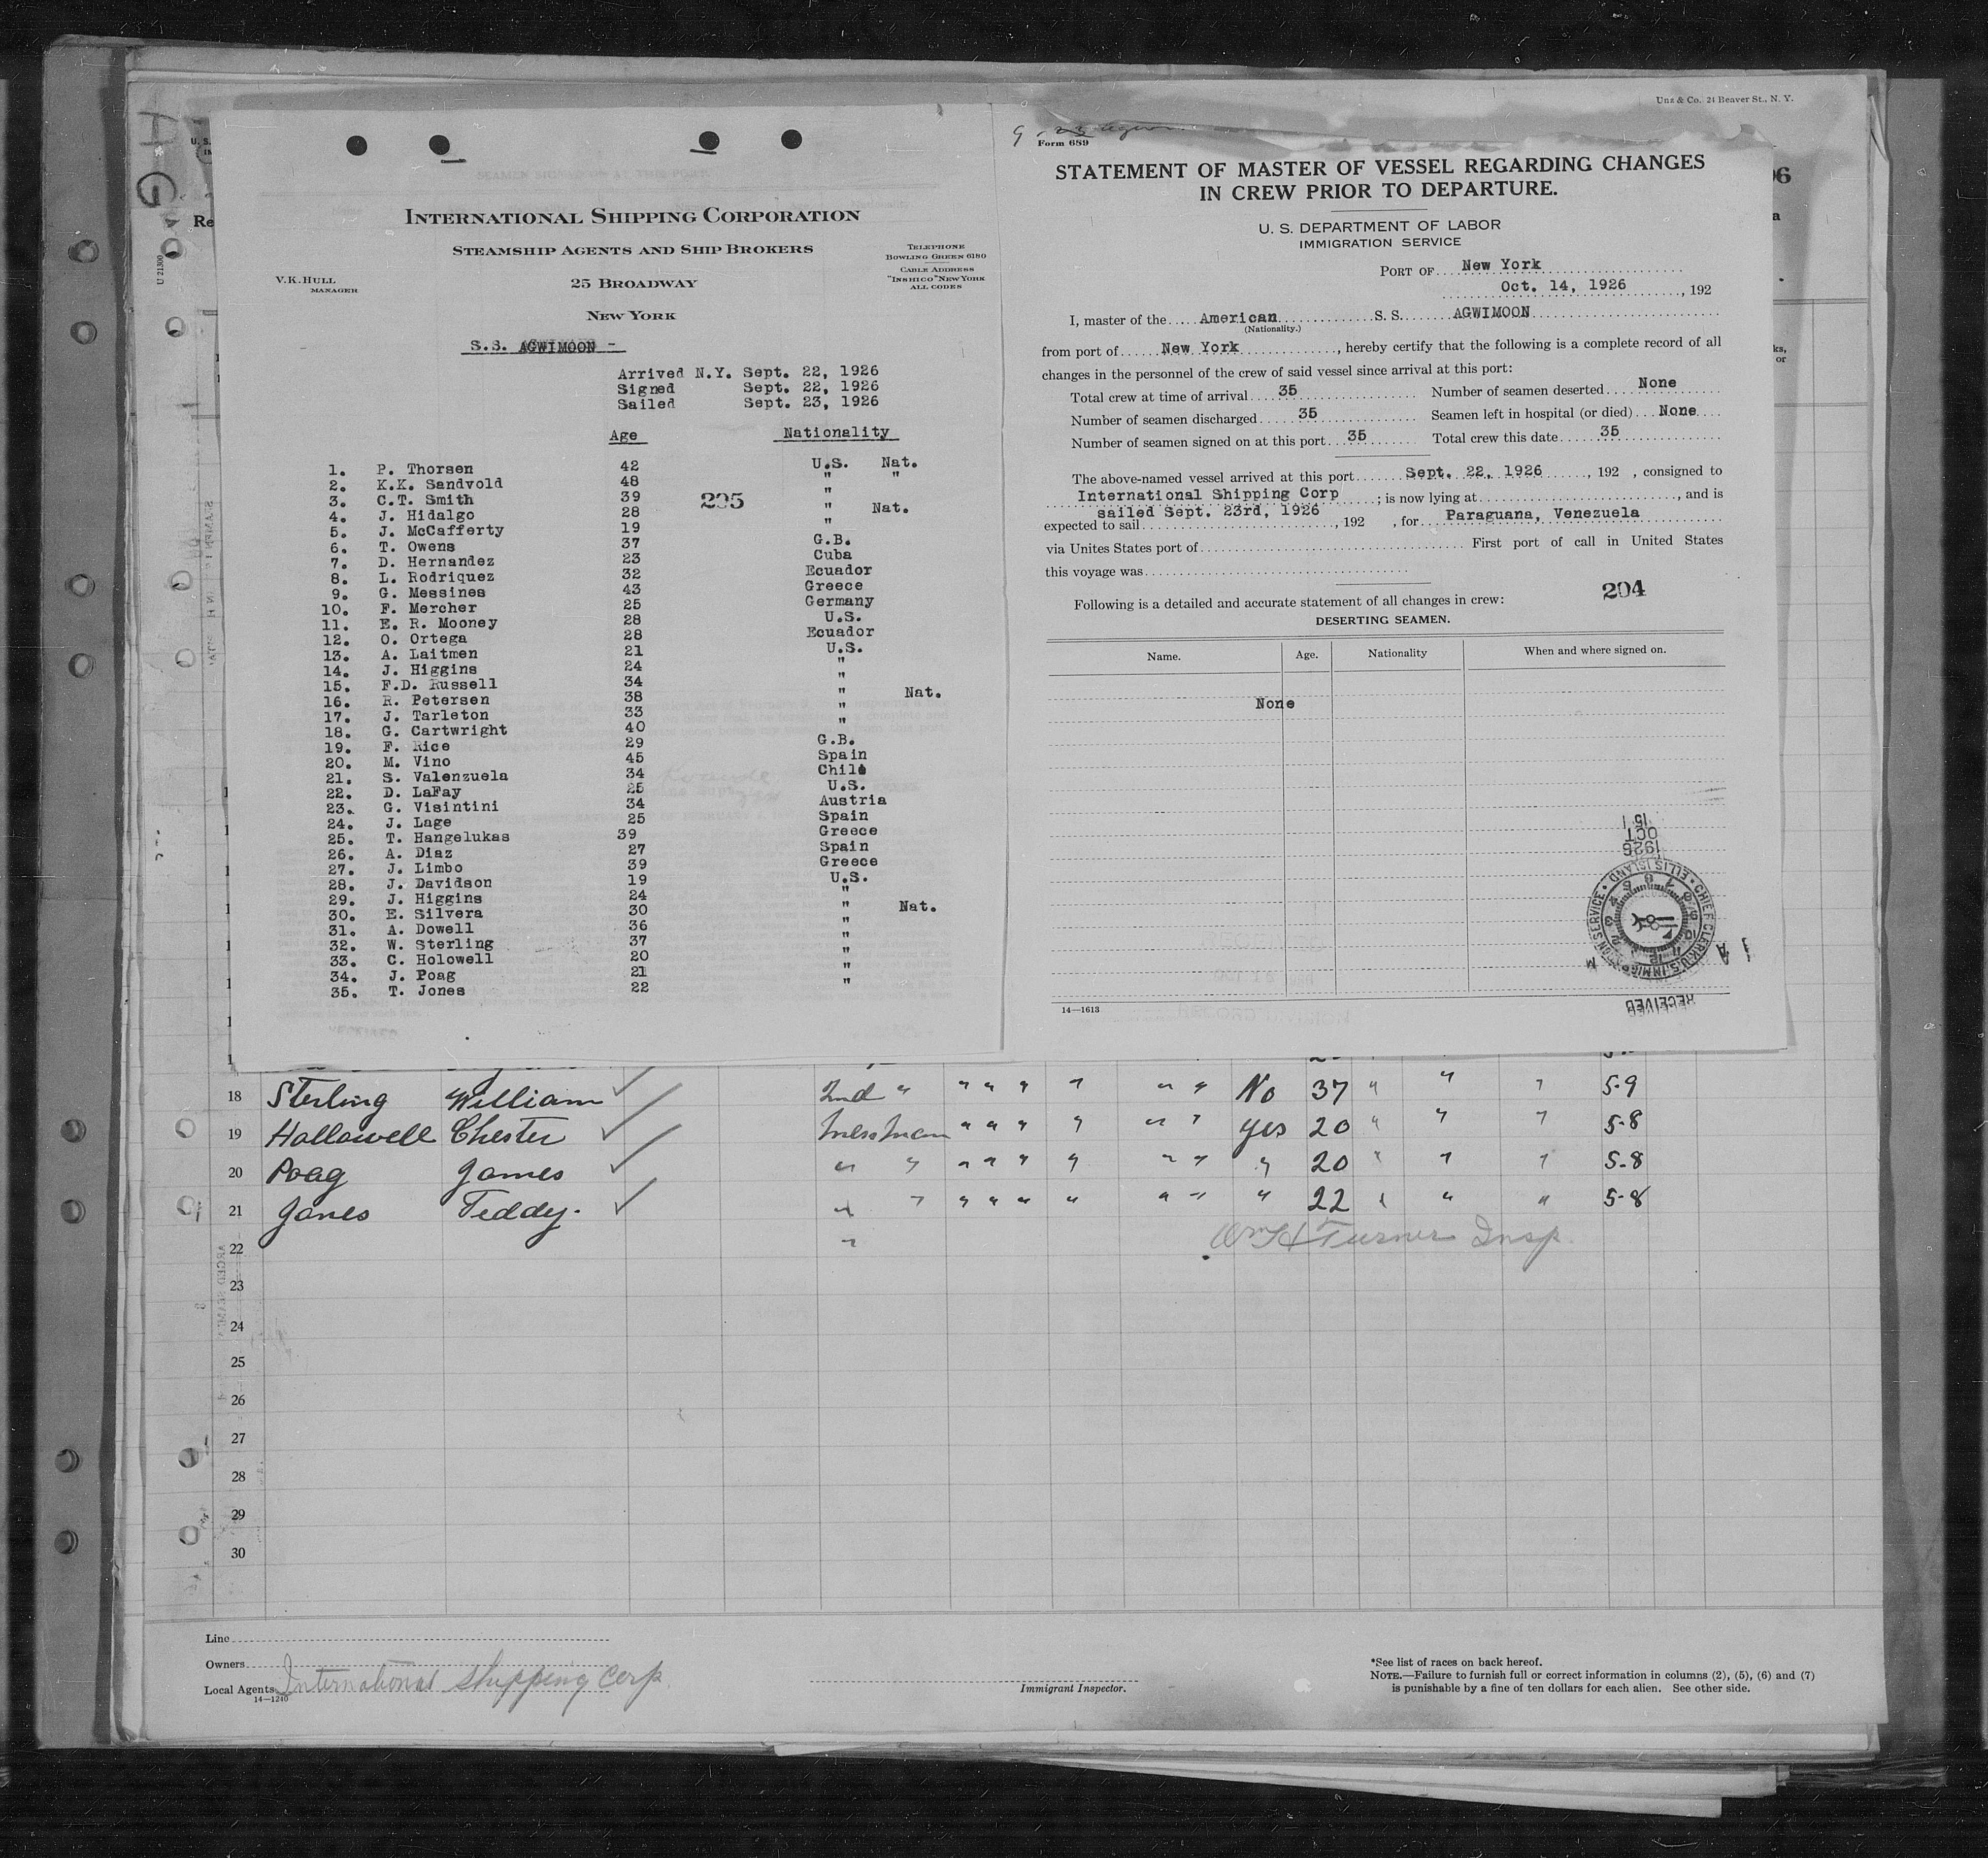 Unz & Co. 24 Beaver St., N. Y.
INTERNATIONAL SHIPPING CORPORATION
STEAMSHIP AGENTS AND SHIP BROKERS
TELEPHONE
BOWLING GREEN 6180
CABLE ADDRESS
"INSHICO" NEW YORK
ALL CODES
V.K. HULL
MANAGER
25 BROADWAY
NEW YORK
S.S. AGWIMOON -
Arrived N.Y. Sept. 22, 1926
Signed Sept. 22, 1926
Sailed Sept. 23, 1926
Age Nationality
1. P. Thorsen 42 U.S. Nat.
2. K.K. Sandvold 48 " "
3. C.T. Smith 39 "
295
4. J. Hidalgo 28 " Nat.
5. J. McCafferty 19 "
6. T. Owens 37 G.B.
7. D. Hernandez 23 Cuba
8. L. Rodriquez 32 Ecuador
9. G. Messines 43 Greece
10. F. Mercher 25 Germany
11. E. R. Mooney 28 U.S.
12. O. Ortega 28 Ecuador
13. A. Laitmen 21 U.S.
14. J. Higgins 24 "
15. F.D. Russell 34 "
16. R. Petersen 38 " Nat.
17. J. Tarleton 33 "
18. G. Cartwright 40 "
19. F. Rice 29 G.B.
20. M. Vino 45 Spain
21. S. Valenzuela 34 Chile
22. D. LaFay 25 U.S.
23. G. Visintini 34 Austria
24. J. Lage 25 Spain
25. T. Hangelukas 39 Greece
26. A. Diaz 27 Spain
27. J. Limbo 39 Greece
28. J. Davidson 19 U.S.
29. J. Higgins 24 "
30. E. Silvera 30 " Nat.
31. A. Dowell 36 "
32. W. Sterling 37 "
33. C. Holowell 20 "
34. J. Poag 21 "
35. T. Jones 22 "
Form 689
STATEMENT OF MASTER OF VESSEL REGARDING CHANGES
IN CREW PRIOR TO DEPARTURE.
U. S. DEPARTMENT OF LABOR
IMMIGRATION SERVICE
PORT OF New York
Oct. 14, 1926, 192
I, master of the American S. S. AGWIMOON
(Nationality.)
from port of New York, hereby certify that the following is a complete record of all
changes in the personnel of the crew of said vessel since arrival at this port:
Total crew at time of arrival 35 Number of seamen deserted None
Number of seamen discharged 35 Seamen left in hospital (or died) None
Number of seamen signed on at this port 35 Total crew this date 35
The above-named vessel arrived at this port Sept. 22, 1926, 192 , consigned to
International Shipping Corp; is now lying at, and is
expected to sail sailed Sept. 23rd, 1926, 192 , for Paraguana, Venezuela
via Unites States port of First port of call in United States
this voyage was
204
Following is a detailed and accurate statement of all changes in crew:
DESERTING SEAMEN.
Name. Age. Nationality When and where signed on.
None
1926
OCT
15
CHIEF CLERK U.S. IMMIGRATION SERVICE • ELLIS ISLAND •
RECEIVED
14—1613
18 Sterling William 2nd " " " " " " " No 37 " " " 5-9
19 Hallowell Chester Messman " " " " " " yes 20 " " " 5-8
20 Poag James " " " " " " " " " 20 " " " 5-8
21 Jones Teddy. " " " " " " " " " 22 " " " 5-8
22 " Wm H Turner Insp.
23
24
25
26
27
28
29
30
Line
Owners
Local Agents International Shipping Corp.
14—1240
Immigrant Inspector.
*See list of races on back hereof.
NOTE.—Failure to furnish full or correct information in columns (2), (5), (6) and (7)
is punishable by a fine of ten dollars for each alien. See other side.